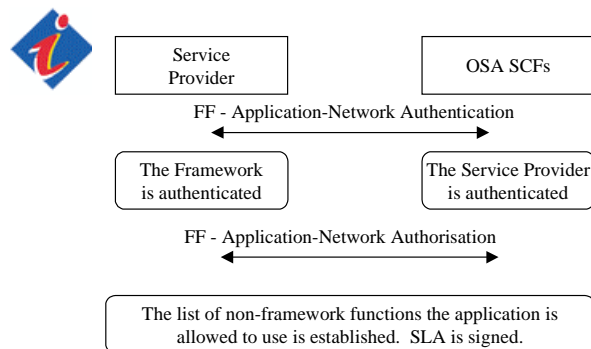 i
Service
Provider
OSA SCFs
FF - Application-Network Authentication
The Framework
is authenticated
The Service Provider
is authenticated
FF - Application-Network Authorisation
The list of non-framework functions the application is
allowed to use is established. SLA is signed.